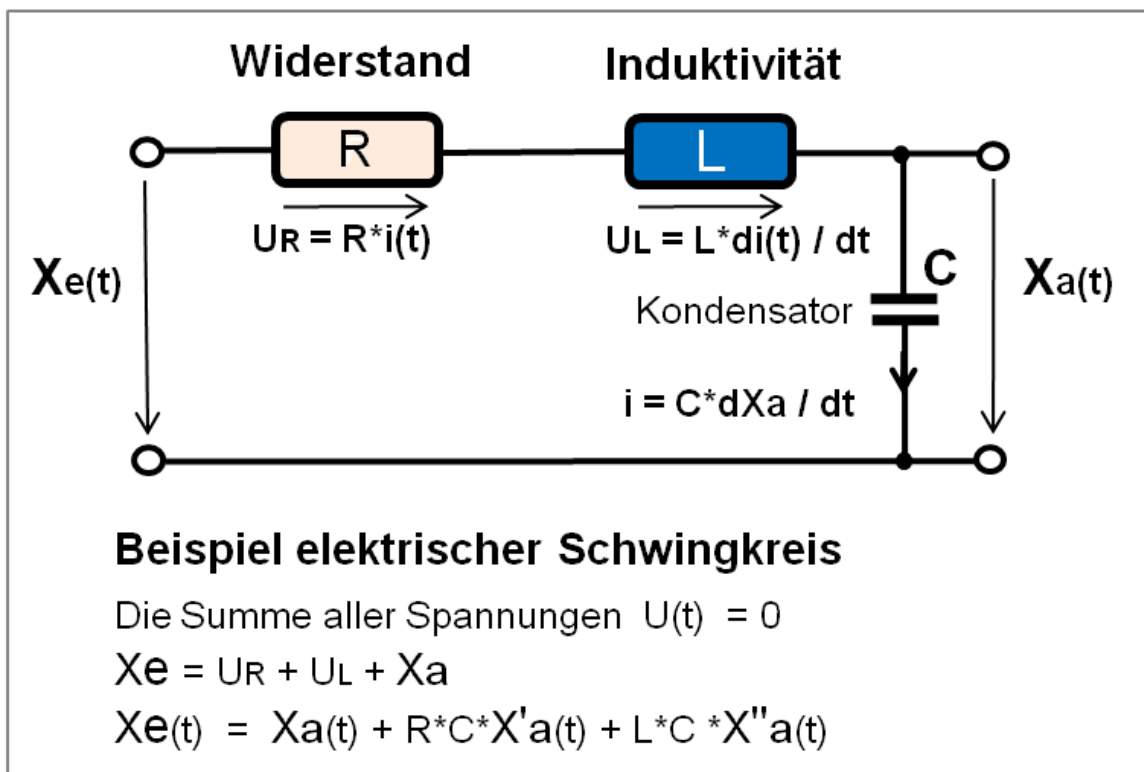 Widerstand Induktivität
R L
UR = R*i(t) UL = L*di(t) / dt
Xe(t) C Xa(t)
Kondensator
i = C*dXa / dt
Beispiel elektrischer Schwingkreis
Die Summe aller Spannungen U(t) = 0
Xe = UR + UL + Xa
Xe(t) = Xa(t) + R*C*X'a(t) + L*C *X''a(t)